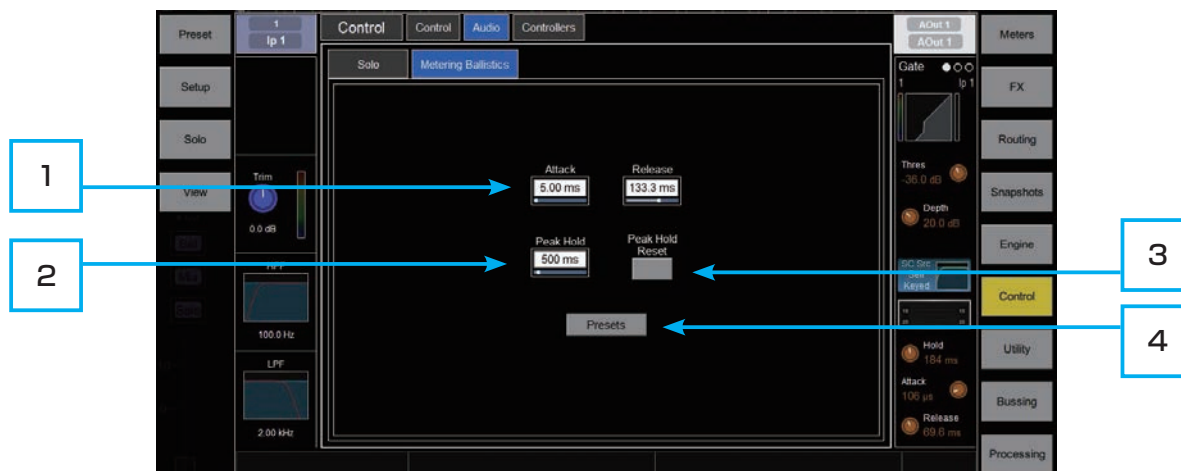 Preset
Setup
Solo
View
1
2
3
4
1
Ip 1
Trim
0.0 dB
HPF
100.0 Hz
LPF
2.00 kHz
Control
Control
Audio
Controllers
Solo
Metering Ballistics
Attack
5.00 ms
Release
133.3 ms
Peak Hold
500 ms
Peak Hold
Reset
Presets
AOut 1
AOut 1
Gate
1
Ip 1
Thres
-36.0 dB
Depth
20.0 dB
SC Src
Self
Keyed
Hold
184 ms
Attack
106 µs
Release
69.6 ms
Meters
FX
Routing
Snapshots
Engine
Control
Utility
Bussing
Processing